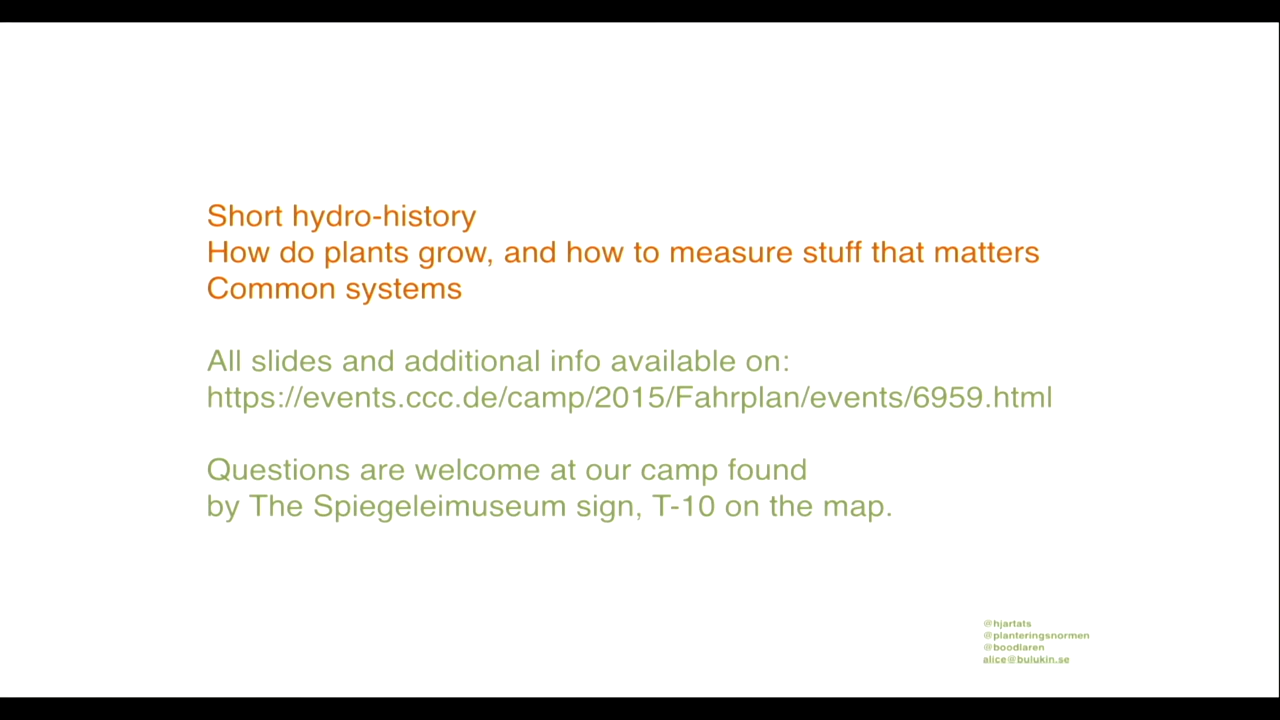 Short hydro-history
How do plants grow, and how to measure stuff that matters
Common systems
All slides and additional info available on:
https://events.ccc.de/camp/2015/Fahrplan/events/6959.html
Questions are welcome at our camp found
by The Spiegeleimuseum sign, T-10 on the map.
@hjartats
@planteringsnormen
@boodlaren
alice@bulukin.se